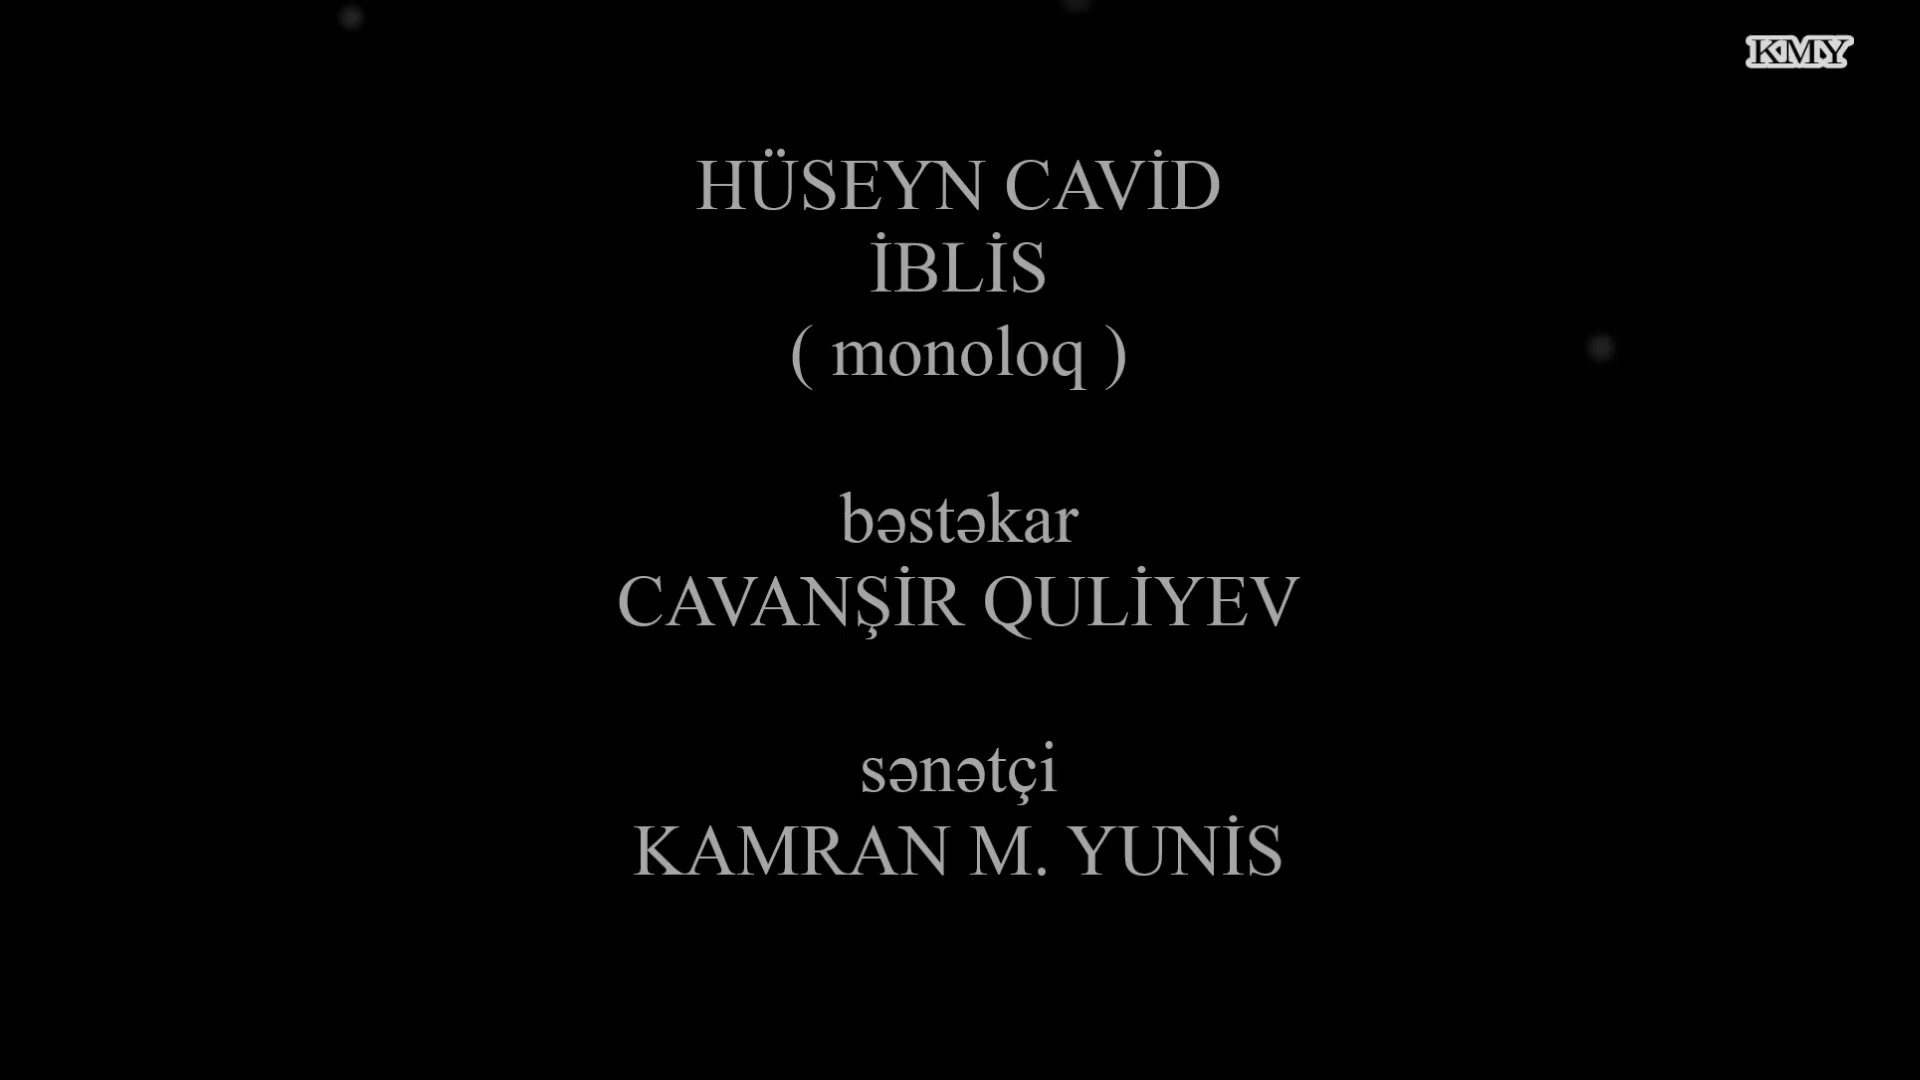 KMY
HÜSEYN CAVİD
İBLİS
( monoloq )
bəstəkar
CAVANŞİR QULİYEV
sənətçi
KAMRAN M. YUNİS